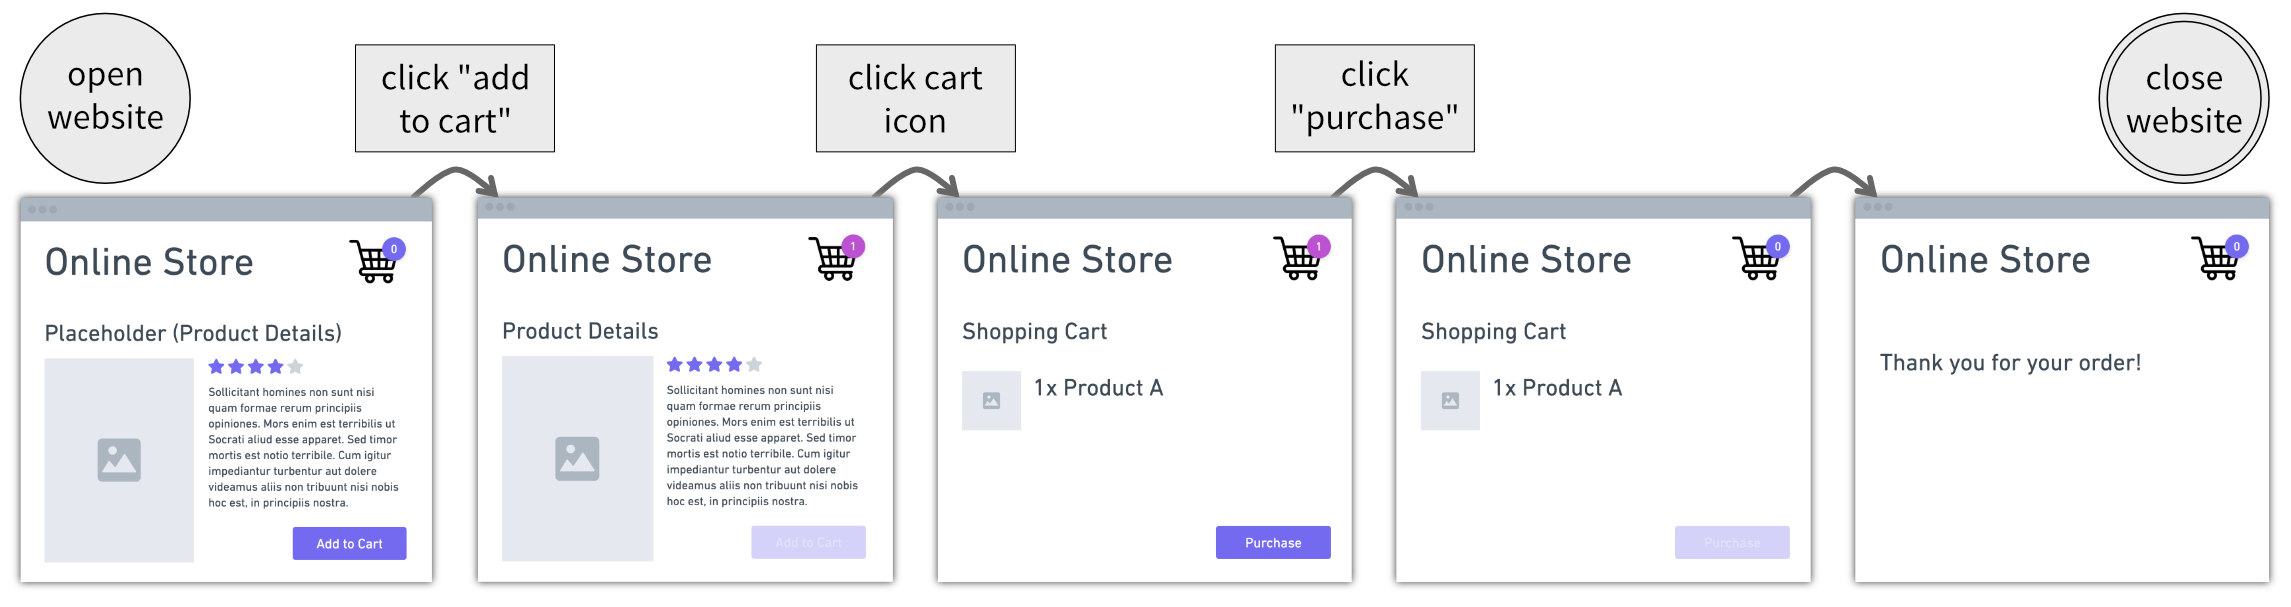 open
website
click "add
to cart"
click cart
icon
click
"purchase"
close
website
Online Store
0
Placeholder (Product Details)
Sollicitant homines non sunt nisi
quam formae rerum principiis
opiniones. Mors enim est terribilis ut
Socrati aliud esse apparet. Sed timor
mortis est notio terribile. Cum igitur
impediantur turbentur aut dolere
videamus aliis non tribuunt nisi nobis
hoc est, in principiis nostra.
Add to Cart
Online Store
1
Product Details
Sollicitant homines non sunt nisi
quam formae rerum principiis
opiniones. Mors enim est terribilis ut
Socrati aliud esse apparet. Sed timor
mortis est notio terribile. Cum igitur
impediantur turbentur aut dolere
videamus aliis non tribuunt nisi nobis
hoc est, in principiis nostra.
Add to Cart
Online Store
1
Shopping Cart
1x Product A
Purchase
Online Store
0
Shopping Cart
1x Product A
Purchase
Online Store
0
Thank you for your order!